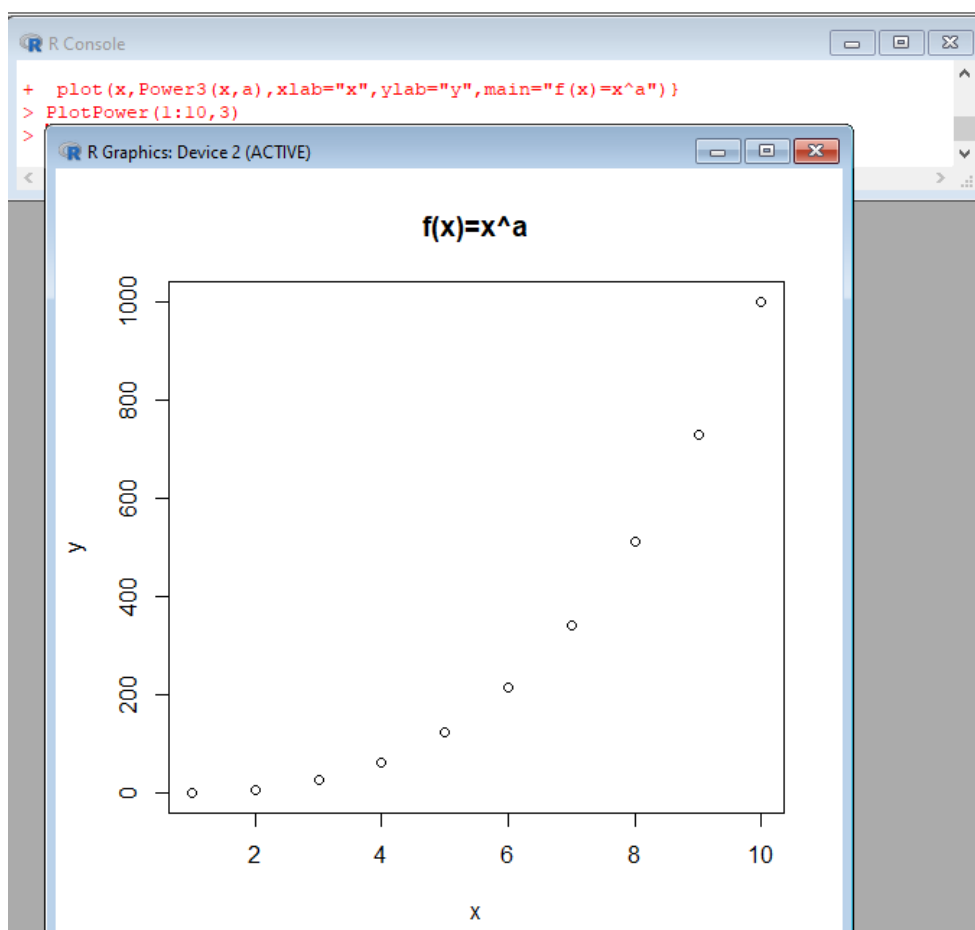 R Console
+  plot(x,Power3(x,a),xlab="x",ylab="y",main="f(x)=x^a")}
> PlotPower(1:10,3)
>
R Graphics: Device 2 (ACTIVE)
f(x)=x^a
1000
800
600
400
200
0
y
2 4 6 8 10
x